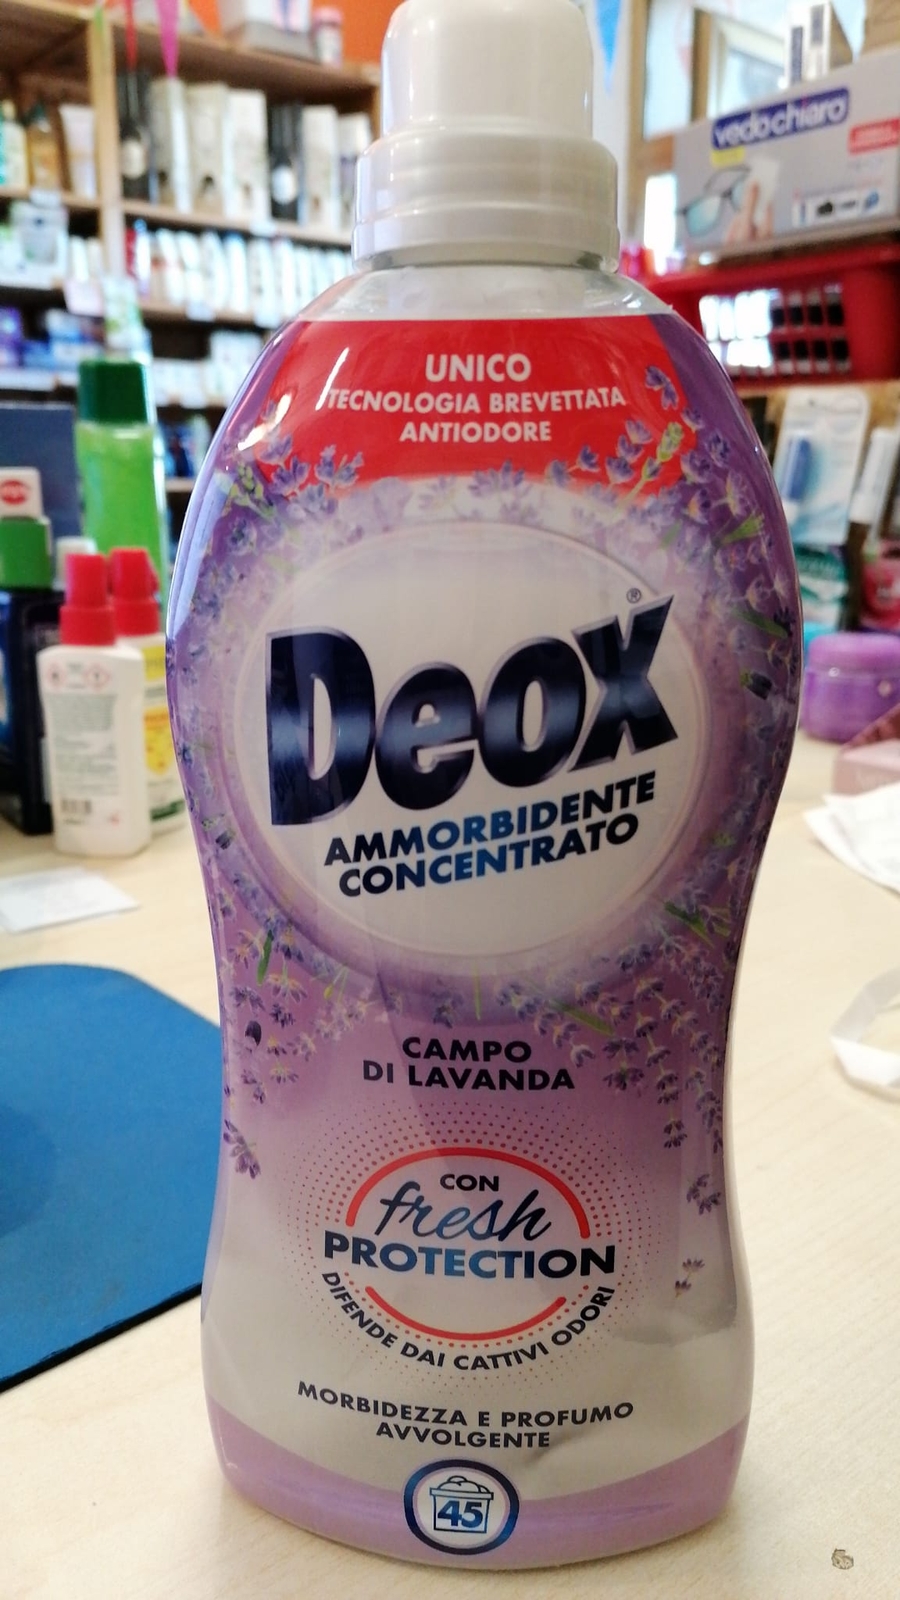 vedochiaro
UNICO
TECNOLOGIA BREVETTATA
ANTIODORE
Deox®
AMMORBIDENTE
CONCENTRATO
CAMPO
DI LAVANDA
CON
fresh
PROTECTION
DIFENDE DAI CATTIVI ODORI
MORBIDEZZA E PROFUMO
AVVOLGENTE
45